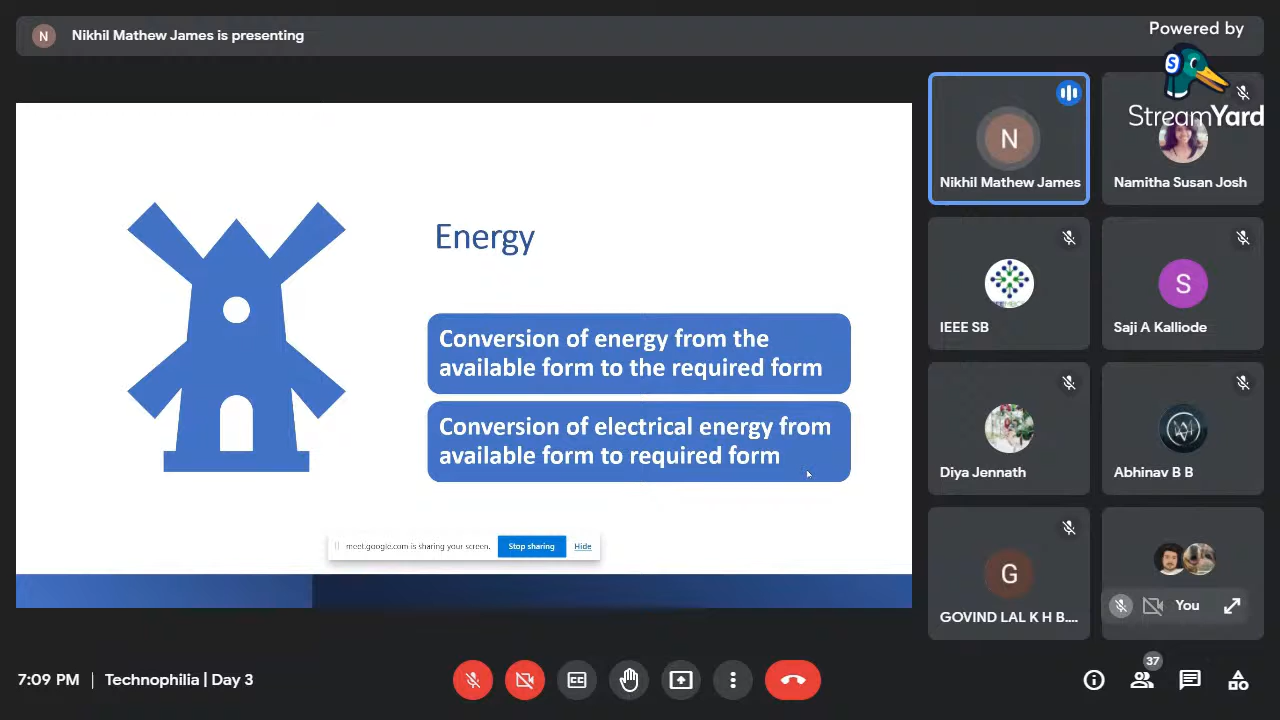 N Nikhil Mathew James is presenting
Powered by
S
StreamYard
Energy
Conversion of energy from the
available form to the required form
Conversion of electrical energy from
available form to required form
meet.google.com is sharing your screen. Stop sharing Hide
N
Nikhil Mathew James
Namitha Susan Josh
IEEE SB
S
Saji A Kalliode
Diya Jennath
Abhinav B B
G
GOVIND LAL K H B....
You
7:09 PM | Technophilia | Day 3
CC
37